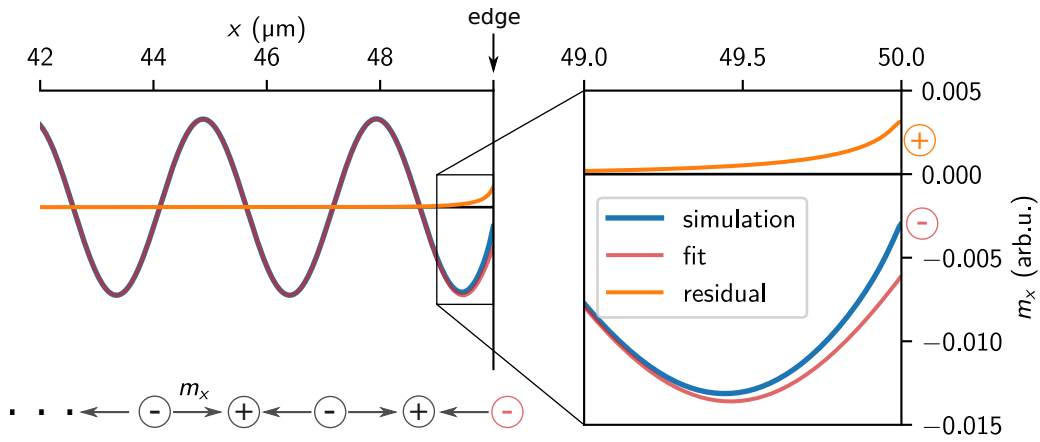 edge
x (μm)
42 44 46 48
49.0 49.5 50.0
0.005
+
0.000
-
simulation
fit
residual
−0.005
−0.010
−0.015
m_x (arb.u.)
m_x
. . . - + - + -